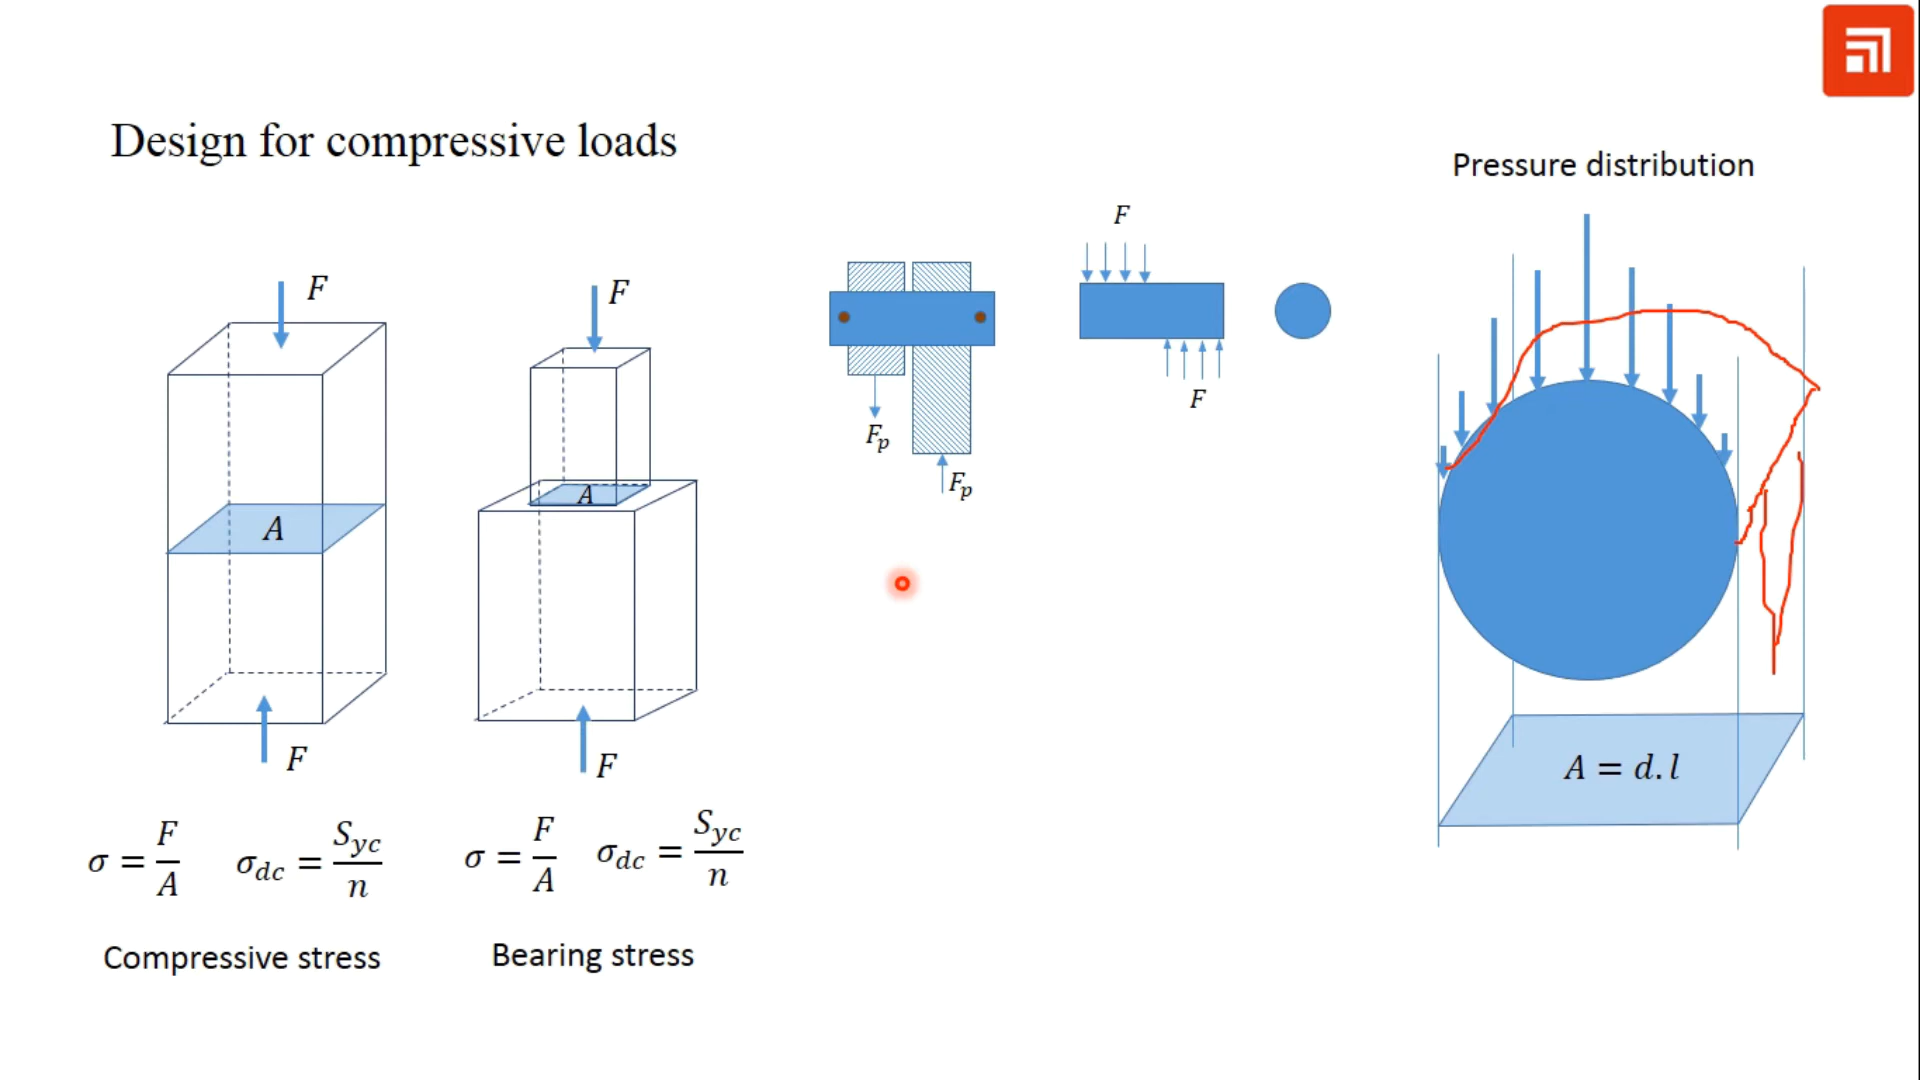 Design for compressive loads
F
A
F
σ = F/A
σ_dc = S_yc/n
Compressive stress
F
A
F
σ = F/A
σ_dc = S_yc/n
Bearing stress
F_p
F_p
F
F
Pressure distribution
A = d.l